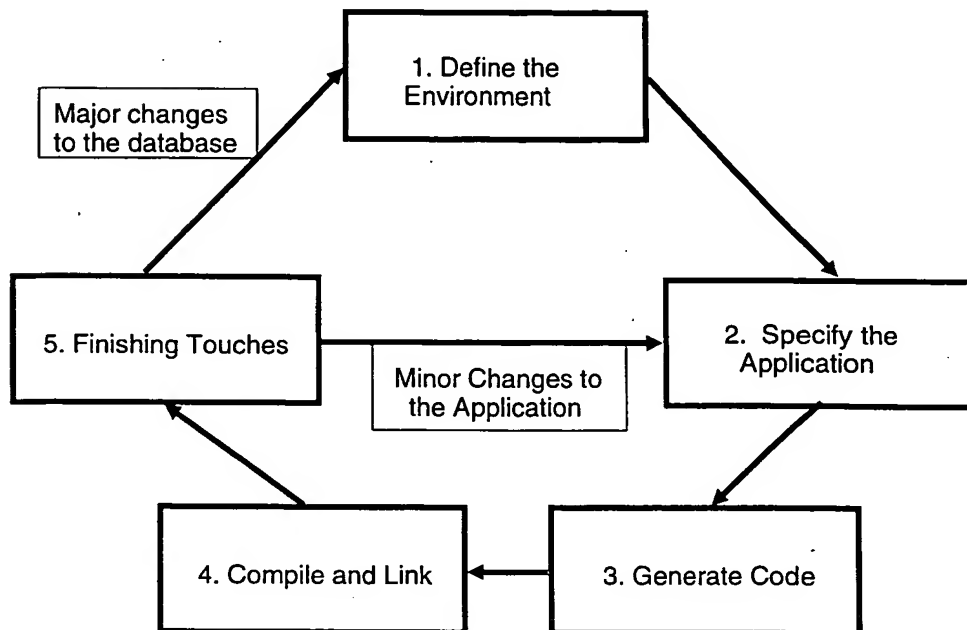 1. Define the
Environment
Major changes
to the database
5. Finishing Touches
2. Specify the
Application
Minor Changes to
the Application
4. Compile and Link
3. Generate Code